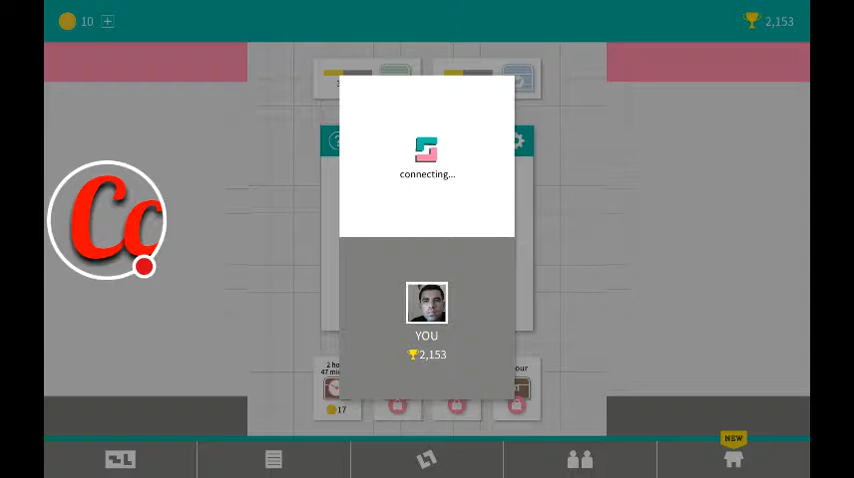 10 +
2,153
?
connecting...
Cc
YOU
2,153
2 ho
47 mi
our
17
NEW